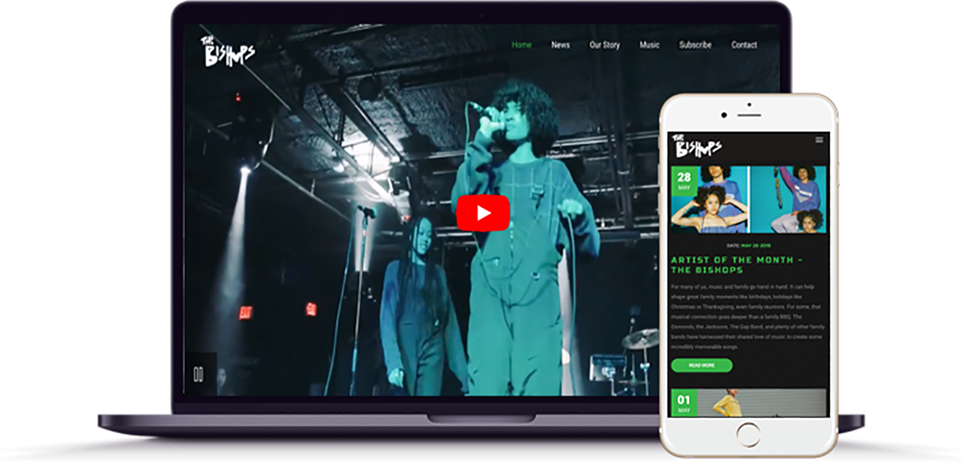 THE
BISHOPS
Home News Our Story Music Subscribe Contact
EXIT
THE
BISHOPS
28
MAY
DATE: MAY 28 2019
ARTIST OF THE MONTH –
THE BISHOPS
For many of us, music and family go hand in hand. It can help
shape great family moments like birthdays, holidays like
Christmas or Thanksgiving, even family reunions. For some, that
musical connection goes deeper than a family BBQ. The
Osmonds, the Jacksons, The Gap Band, and plenty of other family
bands have harnessed their shared love of music to create some
incredibly memorable songs.
READ MORE
01
MAY